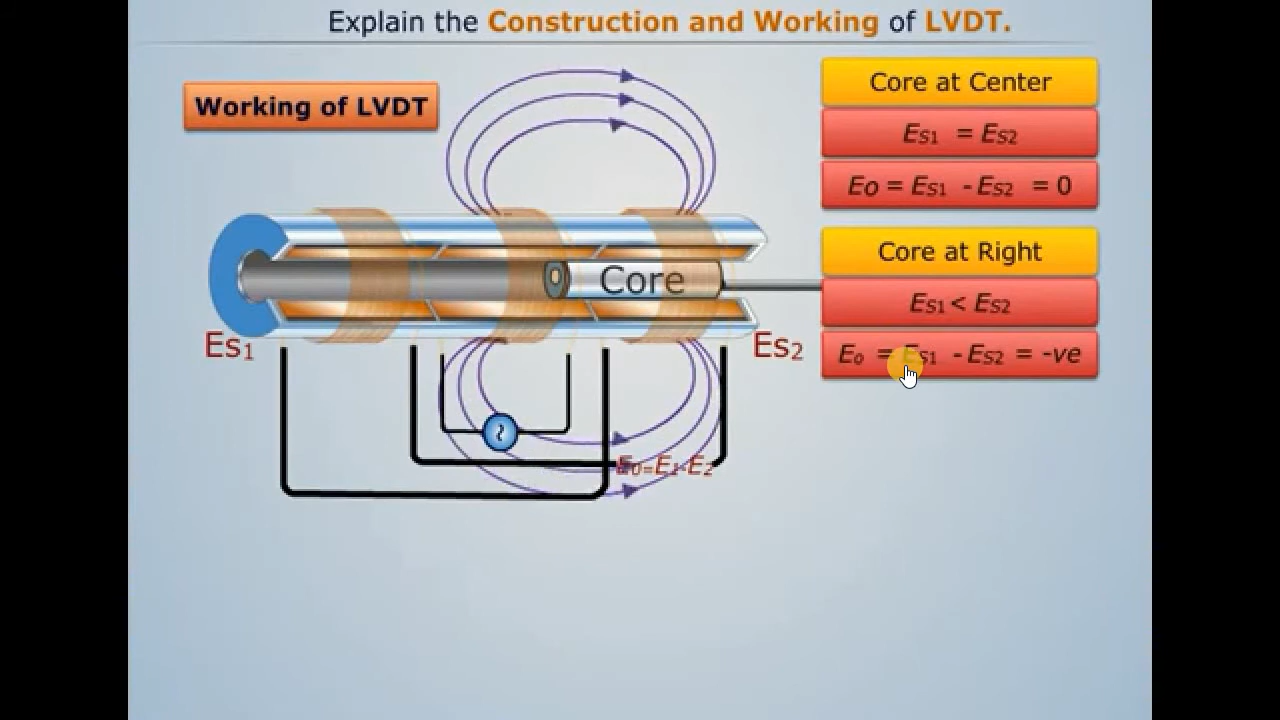 Explain the Construction and Working of LVDT.
Working of LVDT
Core at Center
ES1 = ES2
Eo = ES1 - ES2 = 0
Core at Right
ES1 < ES2
Eo = ES1 - ES2 = -ve
Core
Es1
Es2
E0=E1-E2